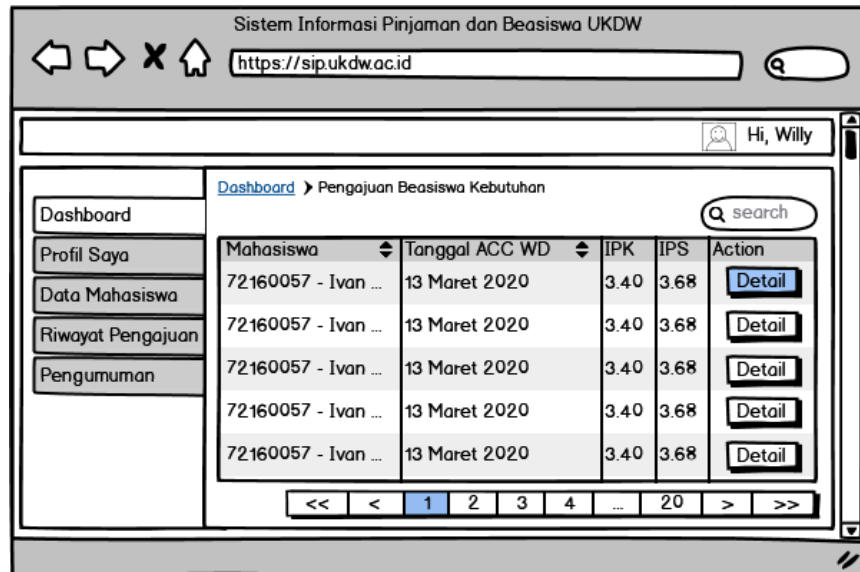 Sistem Informasi Pinjaman dan Beasiswa UKDW
https://sip.ukdw.ac.id
Hi, Willy
Dashboard
Profil Saya
Data Mahasiswa
Riwayat Pengajuan
Pengumuman
Dashboard Pengajuan Beasiswa Kebutuhan
search
Mahasiswa Tanggal ACC WD IPK IPS Action
72160057 - Ivan ... 13 Maret 2020 3.40 3.68 Detail
72160057 - Ivan ... 13 Maret 2020 3.40 3.68 Detail
72160057 - Ivan ... 13 Maret 2020 3.40 3.68 Detail
72160057 - Ivan ... 13 Maret 2020 3.40 3.68 Detail
72160057 - Ivan ... 13 Maret 2020 3.40 3.68 Detail
<< < 1 2 3 4 ... 20 > >>